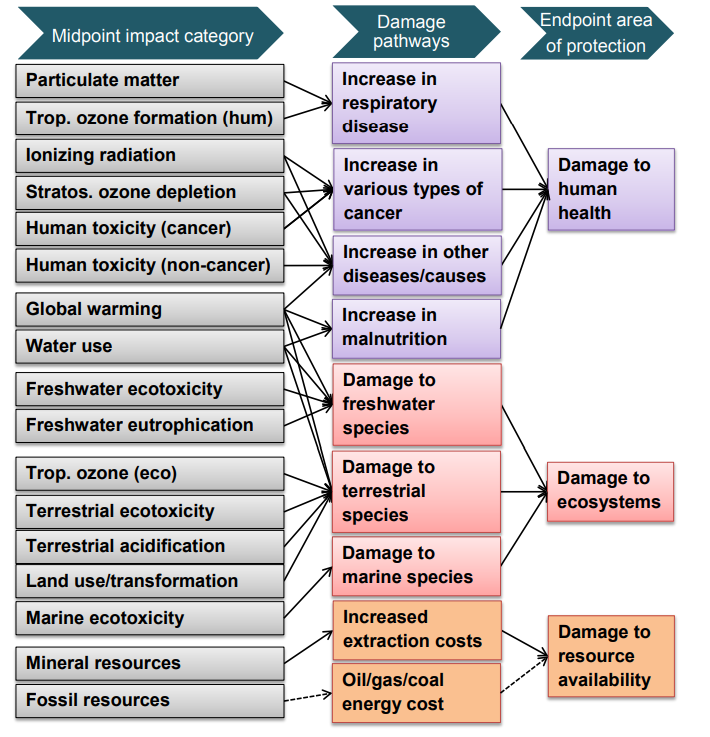 Midpoint impact category
Damage
pathways
Endpoint area
of protection
Particulate matter
Trop. ozone formation (hum)
Ionizing radiation
Stratos. ozone depletion
Human toxicity (cancer)
Human toxicity (non-cancer)
Global warming
Water use
Freshwater ecotoxicity
Freshwater eutrophication
Trop. ozone (eco)
Terrestrial ecotoxicity
Terrestrial acidification
Land use/transformation
Marine ecotoxicity
Mineral resources
Fossil resources
Increase in
respiratory
disease
Increase in
various types of
cancer
Increase in other
diseases/causes
Increase in
malnutrition
Damage to
freshwater
species
Damage to
terrestrial
species
Damage to
marine species
Increased
extraction costs
Oil/gas/coal
energy cost
Damage to
human
health
Damage to
ecosystems
Damage to
resource
availability